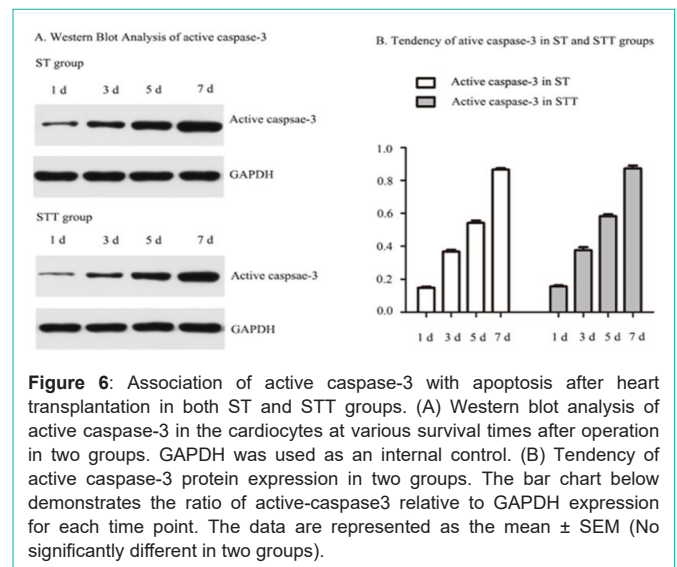 A. Western Blot Analysis of active caspase-3
ST group
1 d 3 d 5 d 7 d
Active caspsae-3
GAPDH
STT group
1 d 3 d 5 d 7 d
Active caspsae-3
GAPDH
B. Tendency of ative caspase-3 in ST and STT groups
Active caspase-3 in ST
Active caspase-3 in STT
1.0
0.8
0.6
0.4
0.2
0.0
1 d 3 d 5 d 7 d 1 d 3 d 5 d 7 d
Figure 6: Association of active caspase-3 with apoptosis after heart
transplantation in both ST and STT groups. (A) Western blot analysis of
active caspase-3 in the cardiocytes at various survival times after operation
in two groups. GAPDH was used as an internal control. (B) Tendency of
active caspase-3 protein expression in two groups. The bar chart below
demonstrates the ratio of active-caspase3 relative to GAPDH expression
for each time point. The data are represented as the mean ± SEM (No
significantly different in two groups).